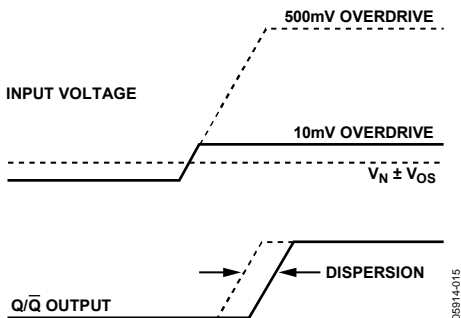 500mV OVERDRIVE
INPUT VOLTAGE
10mV OVERDRIVE
V_N ± V_OS
DISPERSION
Q/Q̅ OUTPUT
05914-015